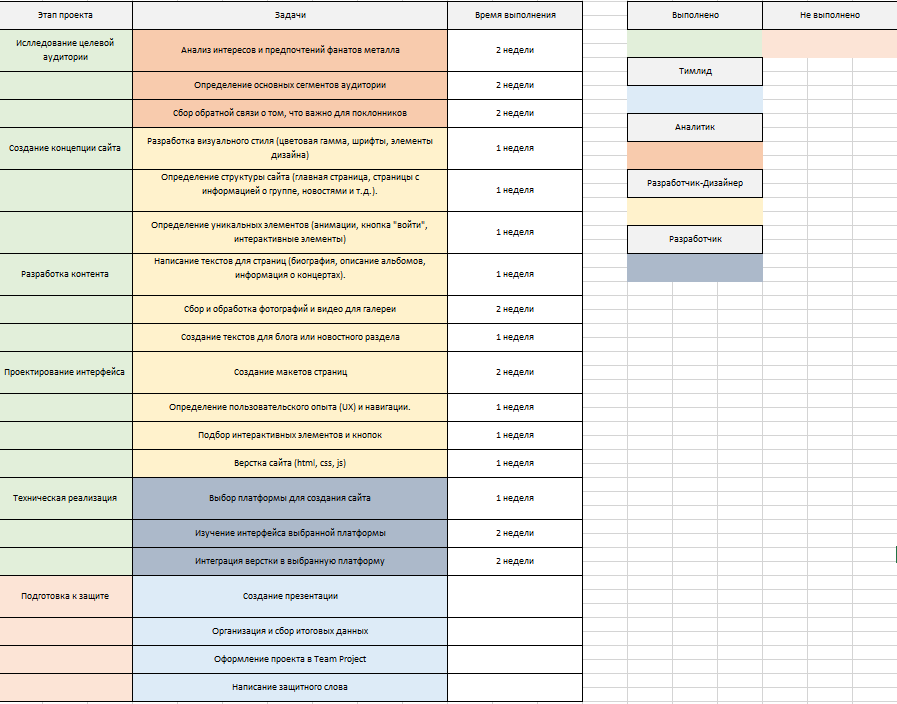 Этап проекта
Задачи
Время выполнения
Выполнено
Не выполнено
Исследование целевой
аудитории
Анализ интересов и предпочтений фанатов металла
2 недели
Тимлид
Определение основных сегментов аудитории
2 недели
Сбор обратной связи о том, что важно для поклонников
2 недели
Аналитик
Создание концепции сайта
Разработка визуального стиля (цветовая гамма, шрифты, элементы
дизайна)
1 неделя
Определение структуры сайта (главная страница, страницы с
информацией о группе, новостями и т.д.).
1 неделя
Разработчик-Дизайнер
Определение уникальных элементов (анимации, кнопка "войти",
интерактивные элементы)
1 неделя
Разработчик
Разработка контента
Написание текстов для страниц (биография, описание альбомов,
информация о концертах).
1 неделя
Сбор и обработка фотографий и видео для галереи
2 недели
Создание текстов для блога или новостного раздела
1 неделя
Проектирование интерфейса
Создание макетов страниц
2 недели
Определение пользовательского опыта (UX) и навигации.
1 неделя
Подбор интерактивных элементов и кнопок
1 неделя
Верстка сайта (html, css, js)
1 неделя
Техническая реализация
Выбор платформы для создания сайта
1 неделя
Изучение интерфейса выбранной платформы
2 недели
Интеграция верстки в выбранную платформу
2 недели
Подготовка к защите
Создание презентации
Организация и сбор итоговых данных
Оформление проекта в Team Project
Написание защитного слова